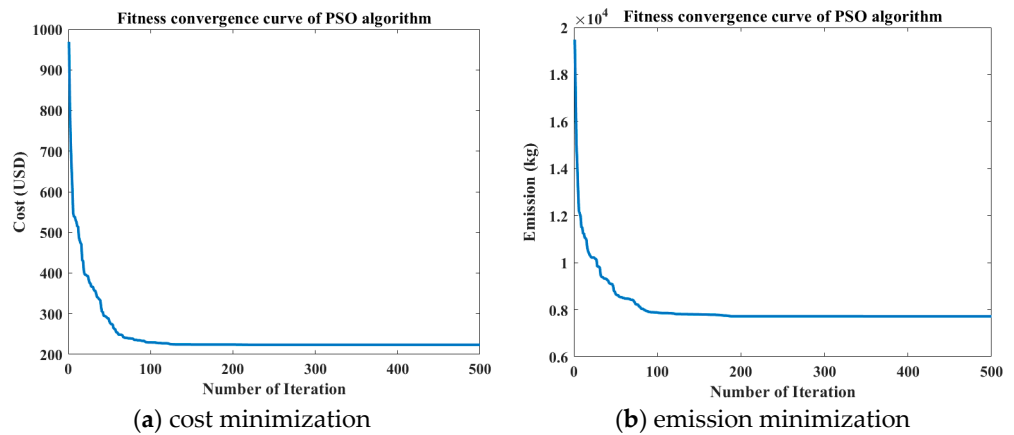 Fitness convergence curve of PSO algorithm
1000
900
800
700
600
500
400
300
200
Cost (USD)
0 100 200 300 400 500
Number of Iteration
(a) cost minimization
Fitness convergence curve of PSO algorithm
×10^4
2
1.8
1.6
1.4
1.2
1
0.8
0.6
Emission (kg)
0 100 200 300 400 500
Number of Iteration
(b) emission minimization